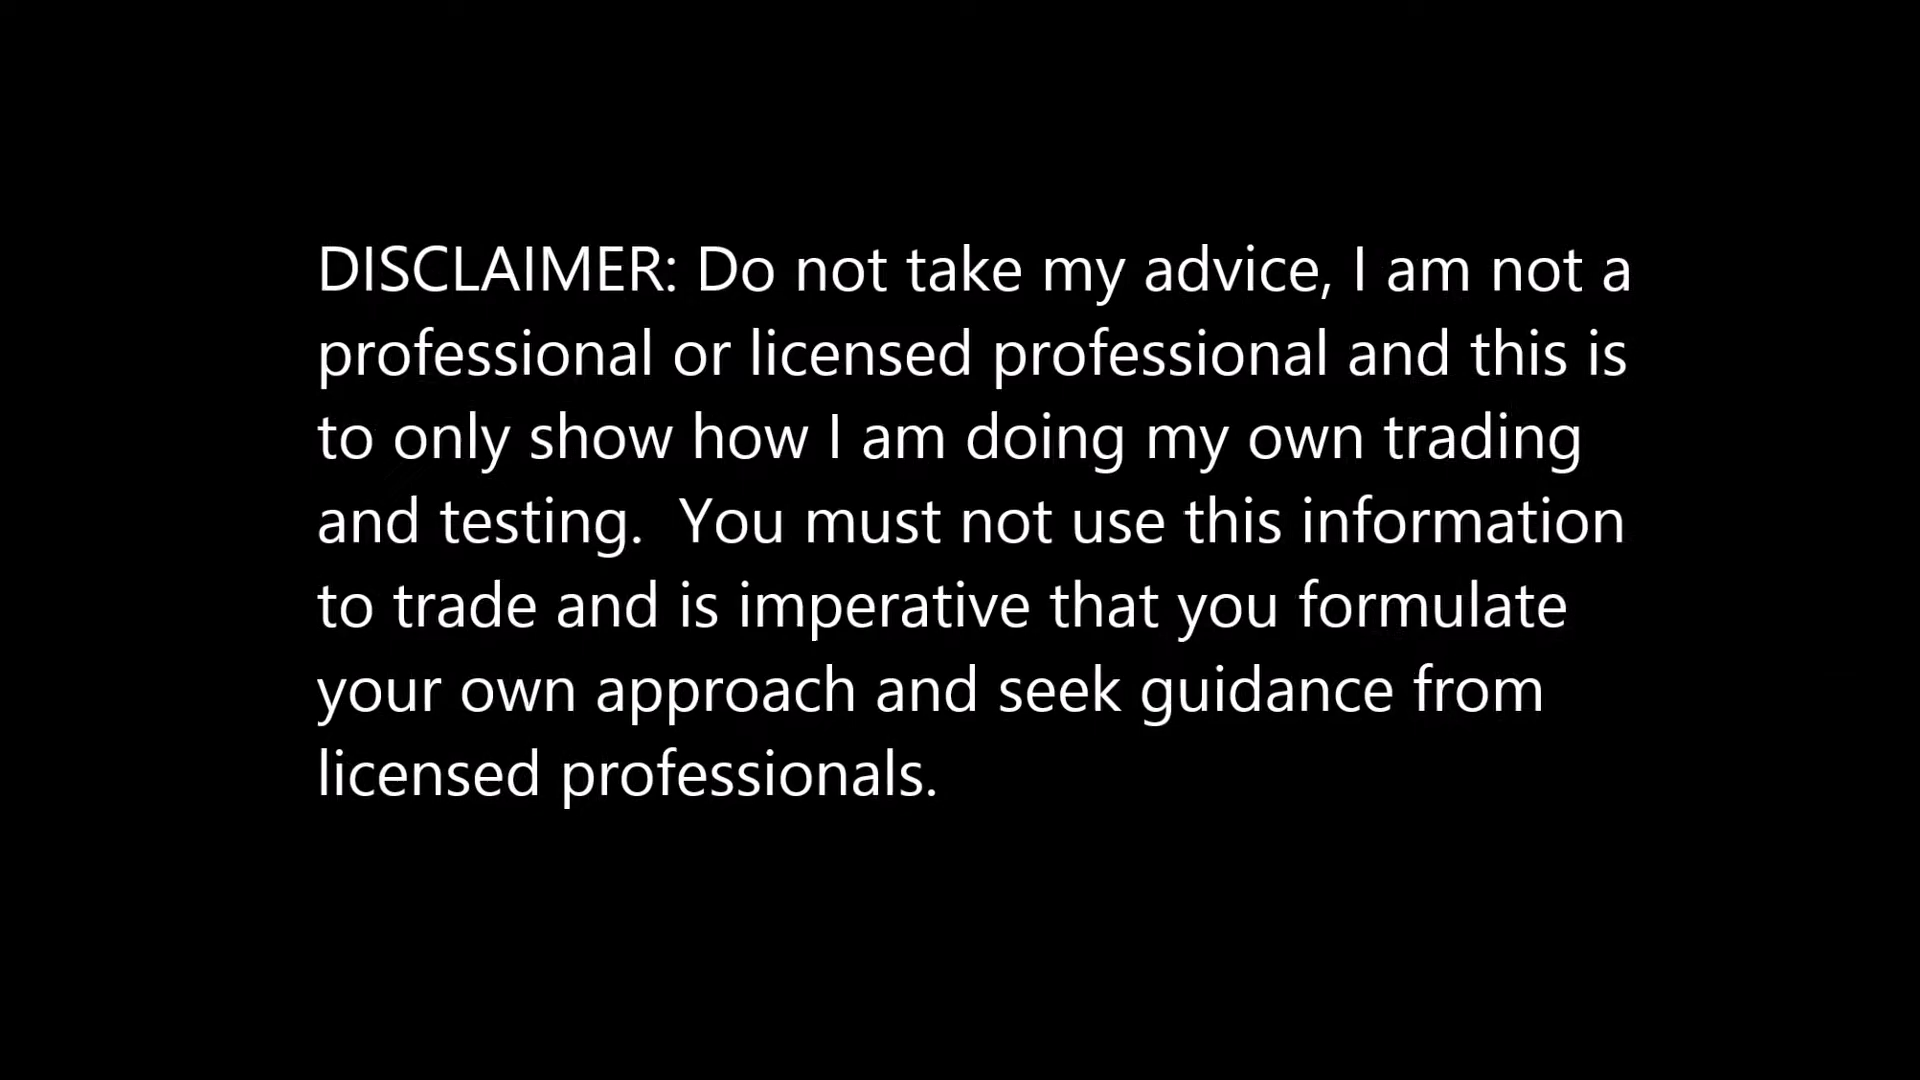 DISCLAIMER: Do not take my advice, I am not a
professional or licensed professional and this is
to only show how I am doing my own trading
and testing.  You must not use this information
to trade and is imperative that you formulate
your own approach and seek guidance from
licensed professionals.